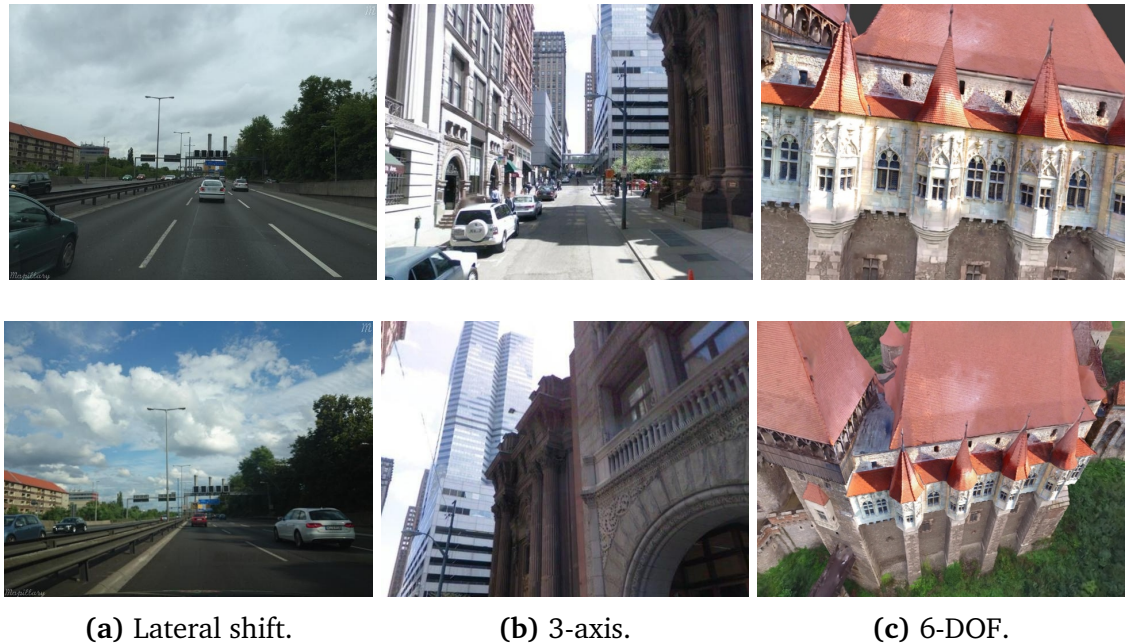 M
Mapillary
M
Mapillary
(a) Lateral shift.
(b) 3-axis.
(c) 6-DOF.